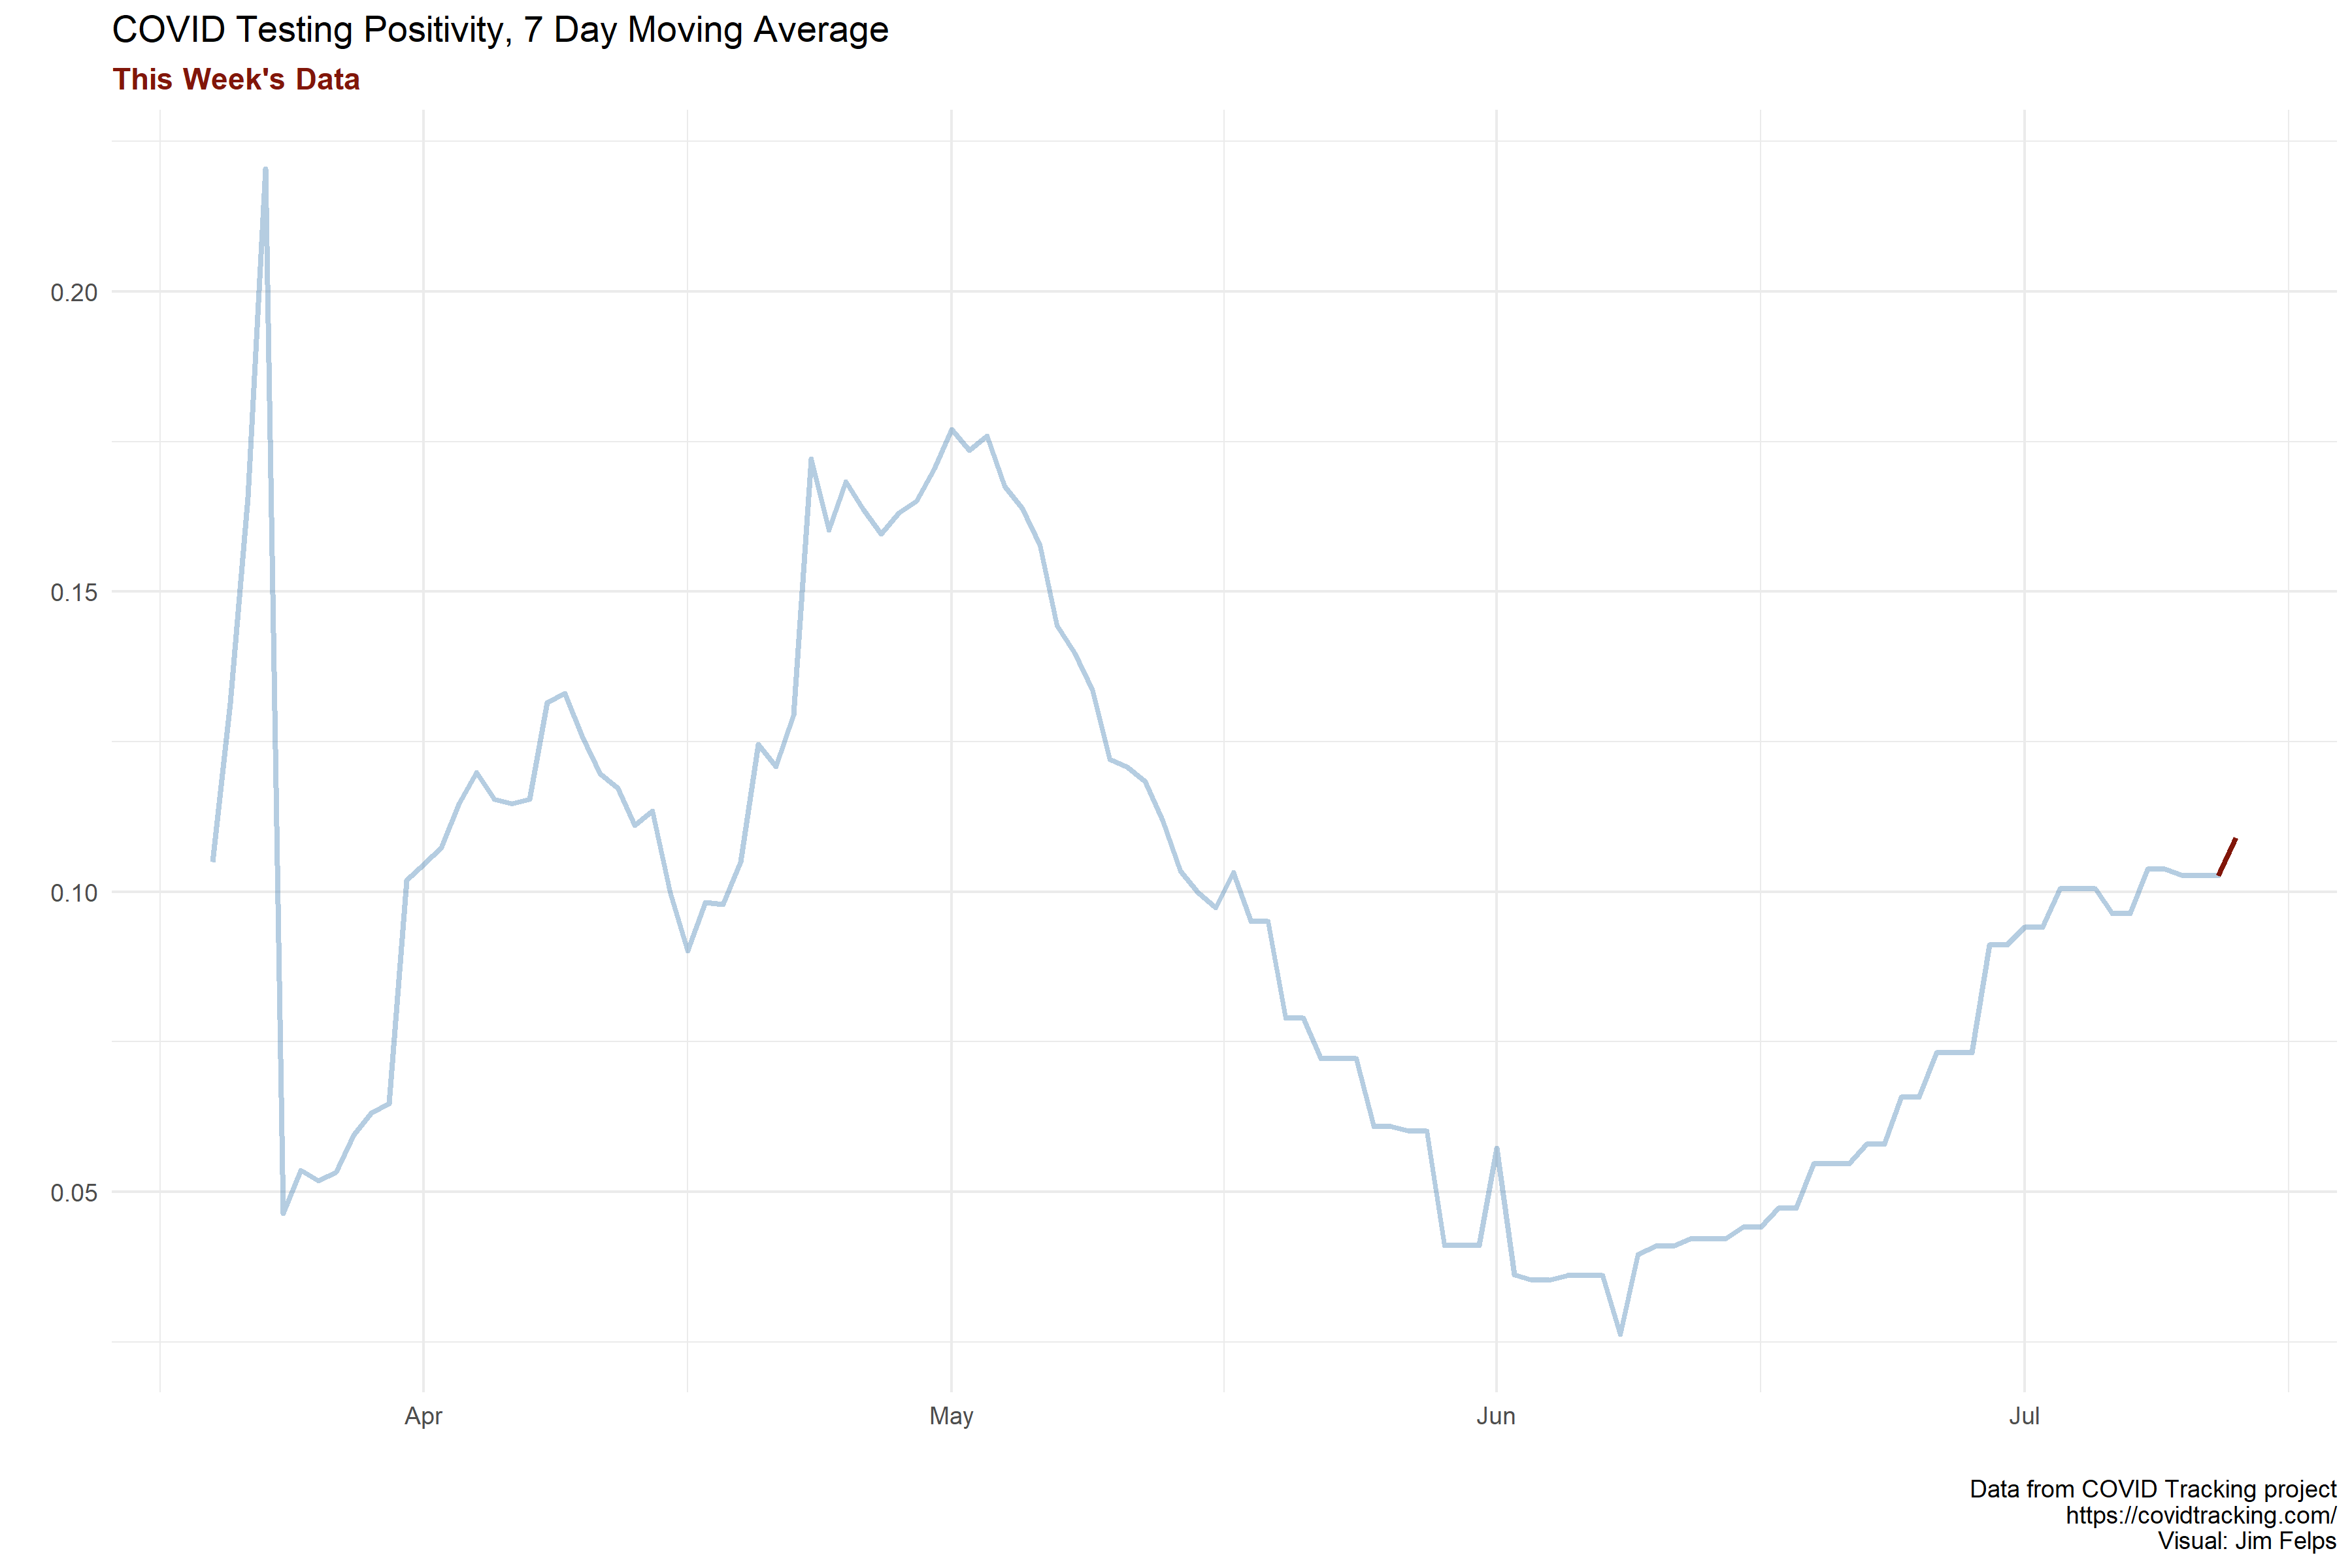 COVID Testing Positivity, 7 Day Moving Average
This Week's Data
0.20
0.15
0.10
0.05
Apr May Jun Jul
Data from COVID Tracking project
https://covidtracking.com/
Visual: Jim Felps